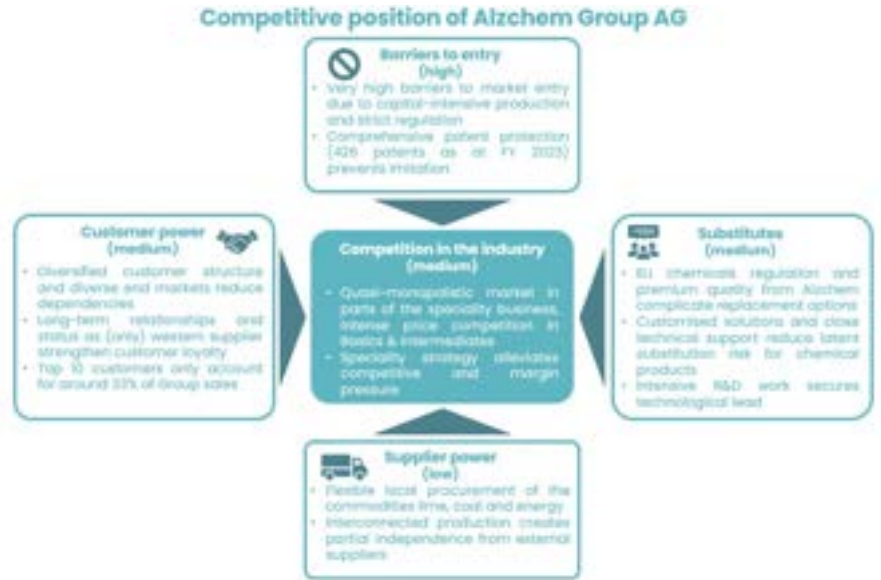 Competitive position of Alzchem Group AG
Barriers to entry
(high)
• Very high barriers to market entry
due to capital-intensive production
and strict regulation
• Comprehensive patent protection
(426 patents as at FY 2023)
prevents imitation
Customer power
(medium)
• Diversified customer structure
and diverse end markets reduce
dependencies
• Long-term relationships and
status as (only) western supplier
strengthen customer loyalty
• Top 10 customers only account
for around 33% of Group sales
Competition in the industry
(medium)
• Quasi-monopolistic market in
parts of the speciality business,
intense price competition in
Basics & Intermediates
• Speciality strategy alleviates
competitive and margin
pressure
Substitutes
(medium)
• EU chemicals regulation and
premium quality from Alzchem
complicate replacement options
• Customised solutions and close
technical support reduce latent
substitution risk for chemical
products
• Intensive R&D work secures
technological lead
Supplier power
(low)
• Flexible local procurement of the
commodities lime, coal and energy
• Interconnected production creates
partial independence from external
suppliers